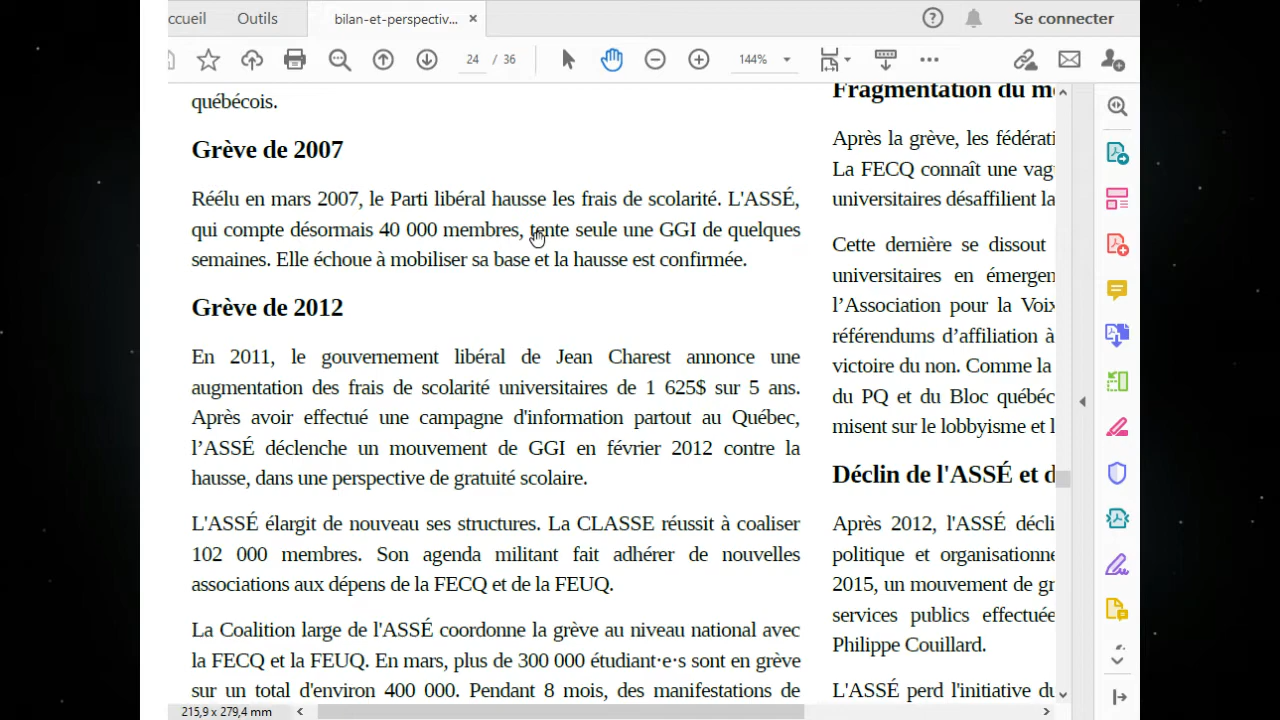 ccueil
Outils
bilan-et-perspectiv...
Se connecter
24 / 36
144%
québécois.
Grève de 2007
Réélu en mars 2007, le Parti libéral hausse les frais de scolarité. L'ASSÉ,
qui compte désormais 40 000 membres, tente seule une GGI de quelques
semaines. Elle échoue à mobiliser sa base et la hausse est confirmée.
Grève de 2012
En 2011, le gouvernement libéral de Jean Charest annonce une
augmentation des frais de scolarité universitaires de 1 625$ sur 5 ans.
Après avoir effectué une campagne d'information partout au Québec,
l’ASSÉ déclenche un mouvement de GGI en février 2012 contre la
hausse, dans une perspective de gratuité scolaire.
L'ASSÉ élargit de nouveau ses structures. La CLASSE réussit à coaliser
102 000 membres. Son agenda militant fait adhérer de nouvelles
associations aux dépens de la FECQ et de la FEUQ.
La Coalition large de l'ASSÉ coordonne la grève au niveau national avec
la FECQ et la FEUQ. En mars, plus de 300 000 étudiant·e·s sont en grève
sur un total d'environ 400 000. Pendant 8 mois, des manifestations de
Fragmentation du m
Après la grève, les fédérati
La FECQ connaît une vag
universitaires désaffilient la
Cette dernière se dissout
universitaires en émergen
l’Association pour la Voix
référendums d’affiliation à
victoire du non. Comme la
du PQ et du Bloc québéc
misent sur le lobbyisme et l
Déclin de l'ASSÉ et d
Après 2012, l'ASSÉ décli
politique et organisationne
2015, un mouvement de gr
services publics effectuée
Philippe Couillard.
L'ASSÉ perd l'initiative du
215,9 x 279,4 mm